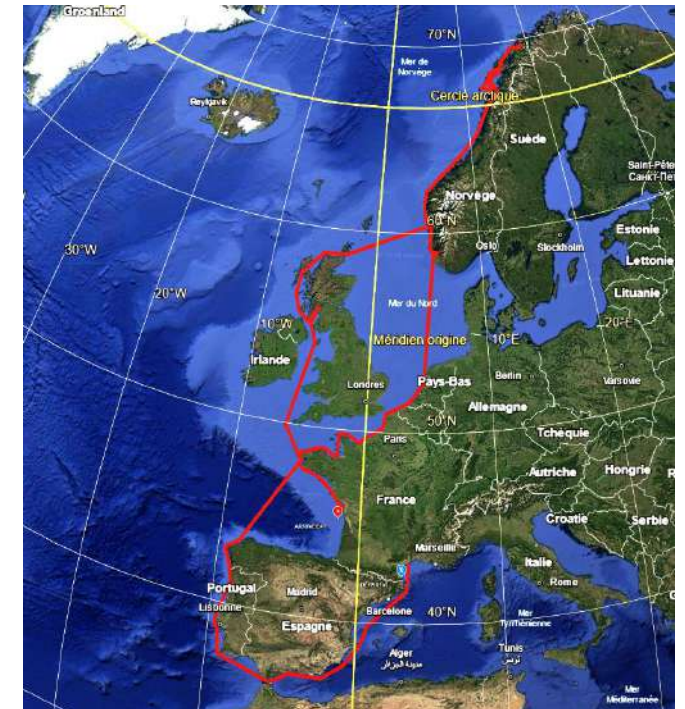 Groenland
70°N
Mer de
Norvège
Cercle arctique
Reykjavik
Suède
Saint-Péte
Санкт-Пет
Norvège
60°N
Estonie
Oslo
Stockholm
30°W
Lettonie
20°W
Mer du Nord
Lituanie
10°W
20°E
Méridien origine
10°E
Irlande
Londres
Pays-Bas
Berlin
Varsovie
Allemagne
50°N
Paris
Tchéquie
Autriche
Hongrie
R
France
Croatie
Serbie
Marseille
Italie
Portugal
Madrid
Rome
Lisbonne
Barcelone
40°N
Mer
Tyrrhénienne
Espagne
Alger
مدينة الجزائر
Tunis
تونس
Mer
Méditerranée